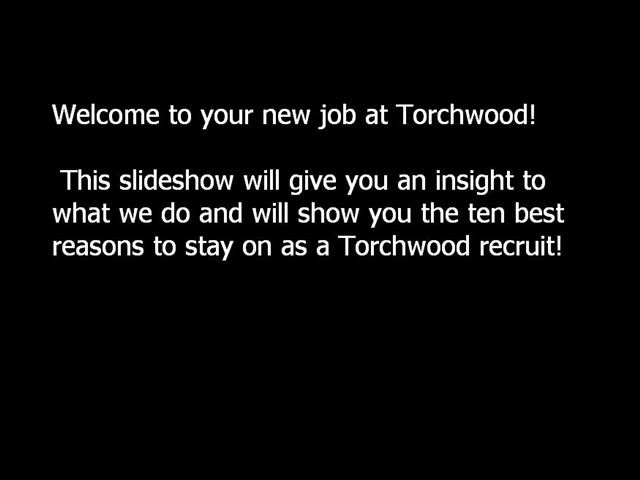 Welcome to your new job at Torchwood!
This slideshow will give you an insight to
what we do and will show you the ten best
reasons to stay on as a Torchwood recruit!